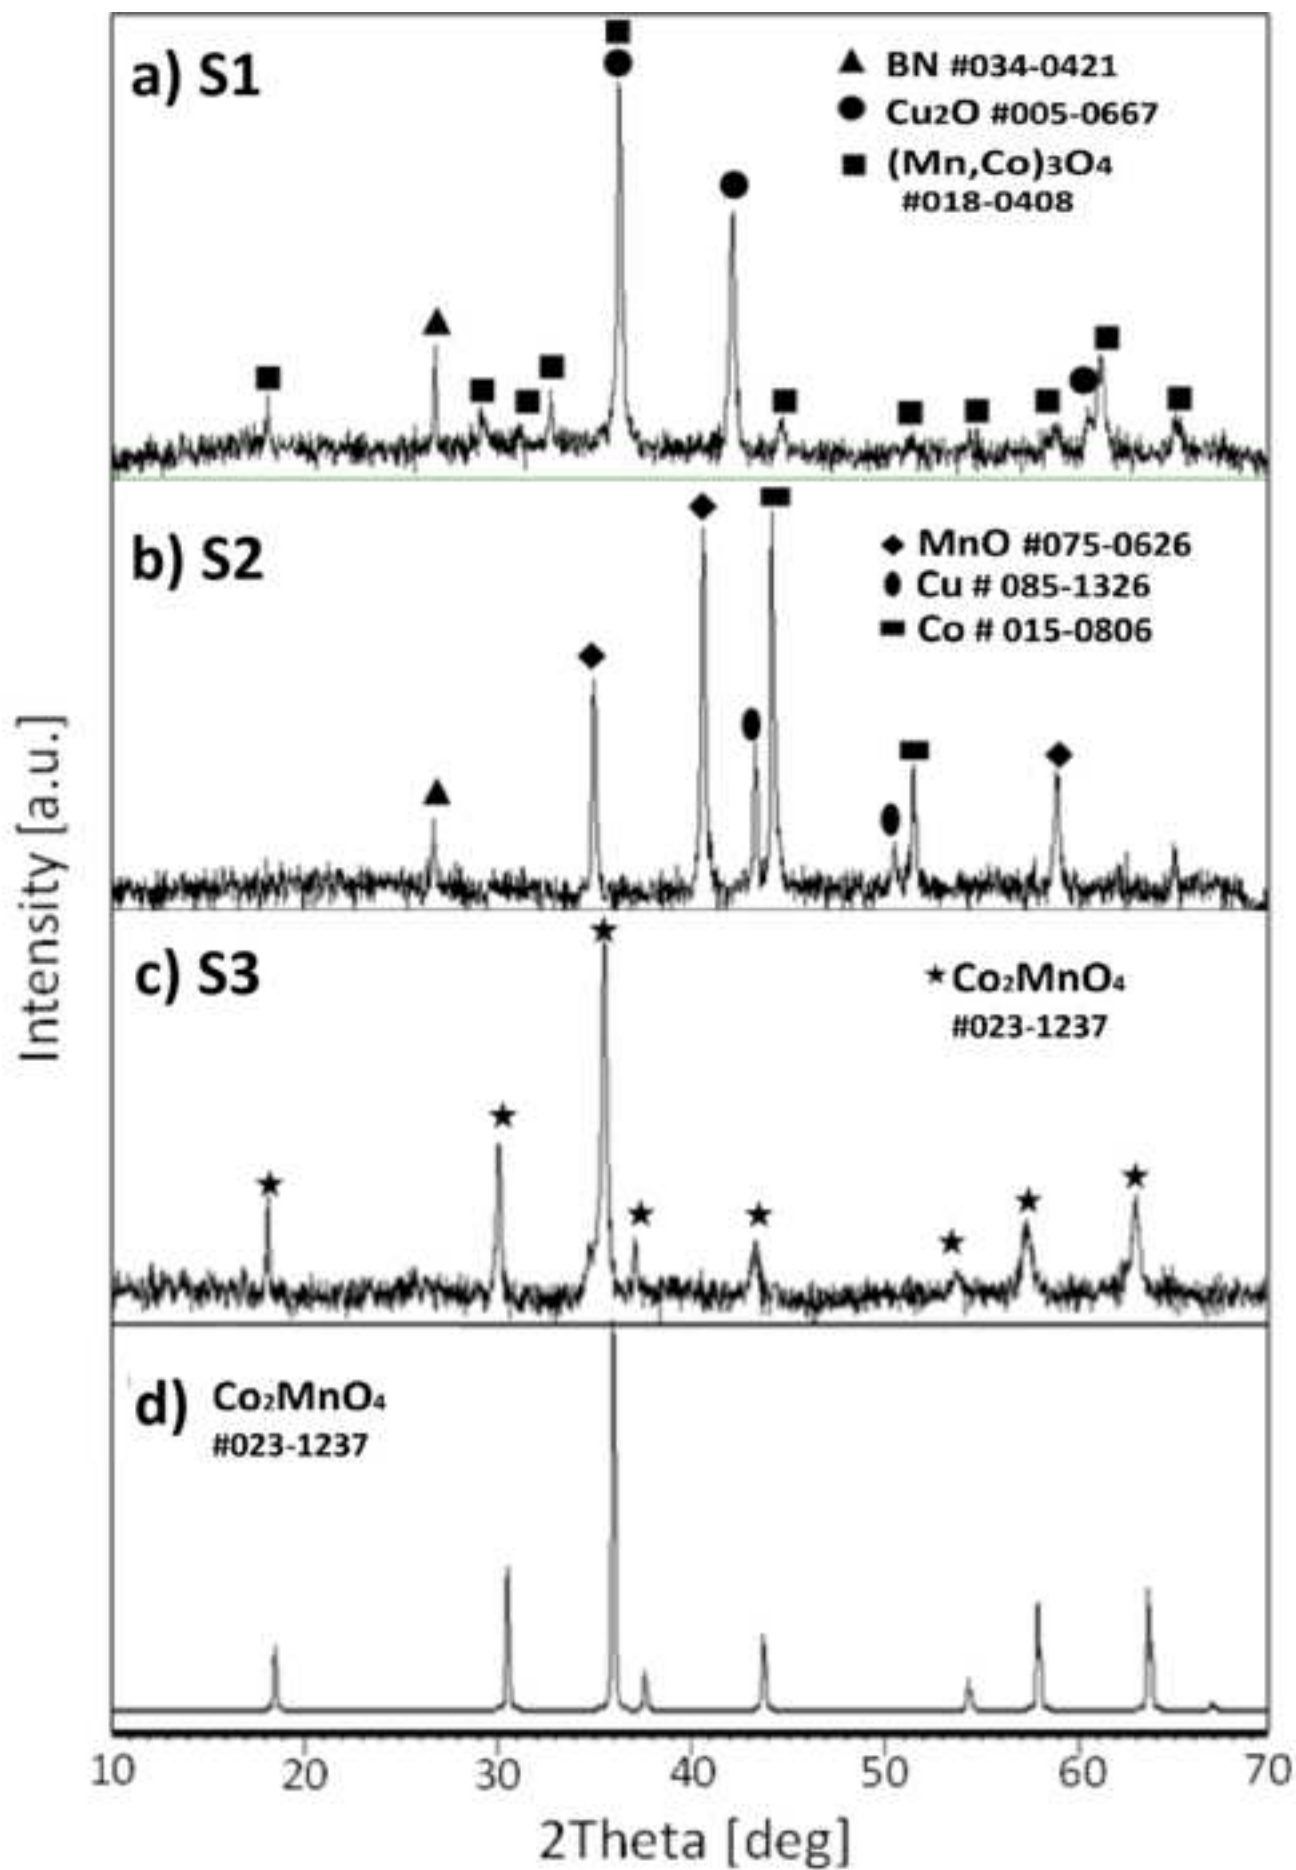 a) S1
▲ BN #034-0421
● Cu₂O #005-0667
■ (Mn,Co)₃O₄
#018-0408
b) S2
◆ MnO #075-0626
Cu # 085-1326
Co # 015-0806
c) S3
★ Co₂MnO₄
#023-1237
d) Co₂MnO₄
#023-1237
Intensity [a.u.]
10 20 30 40 50 60 70
2Theta [deg]